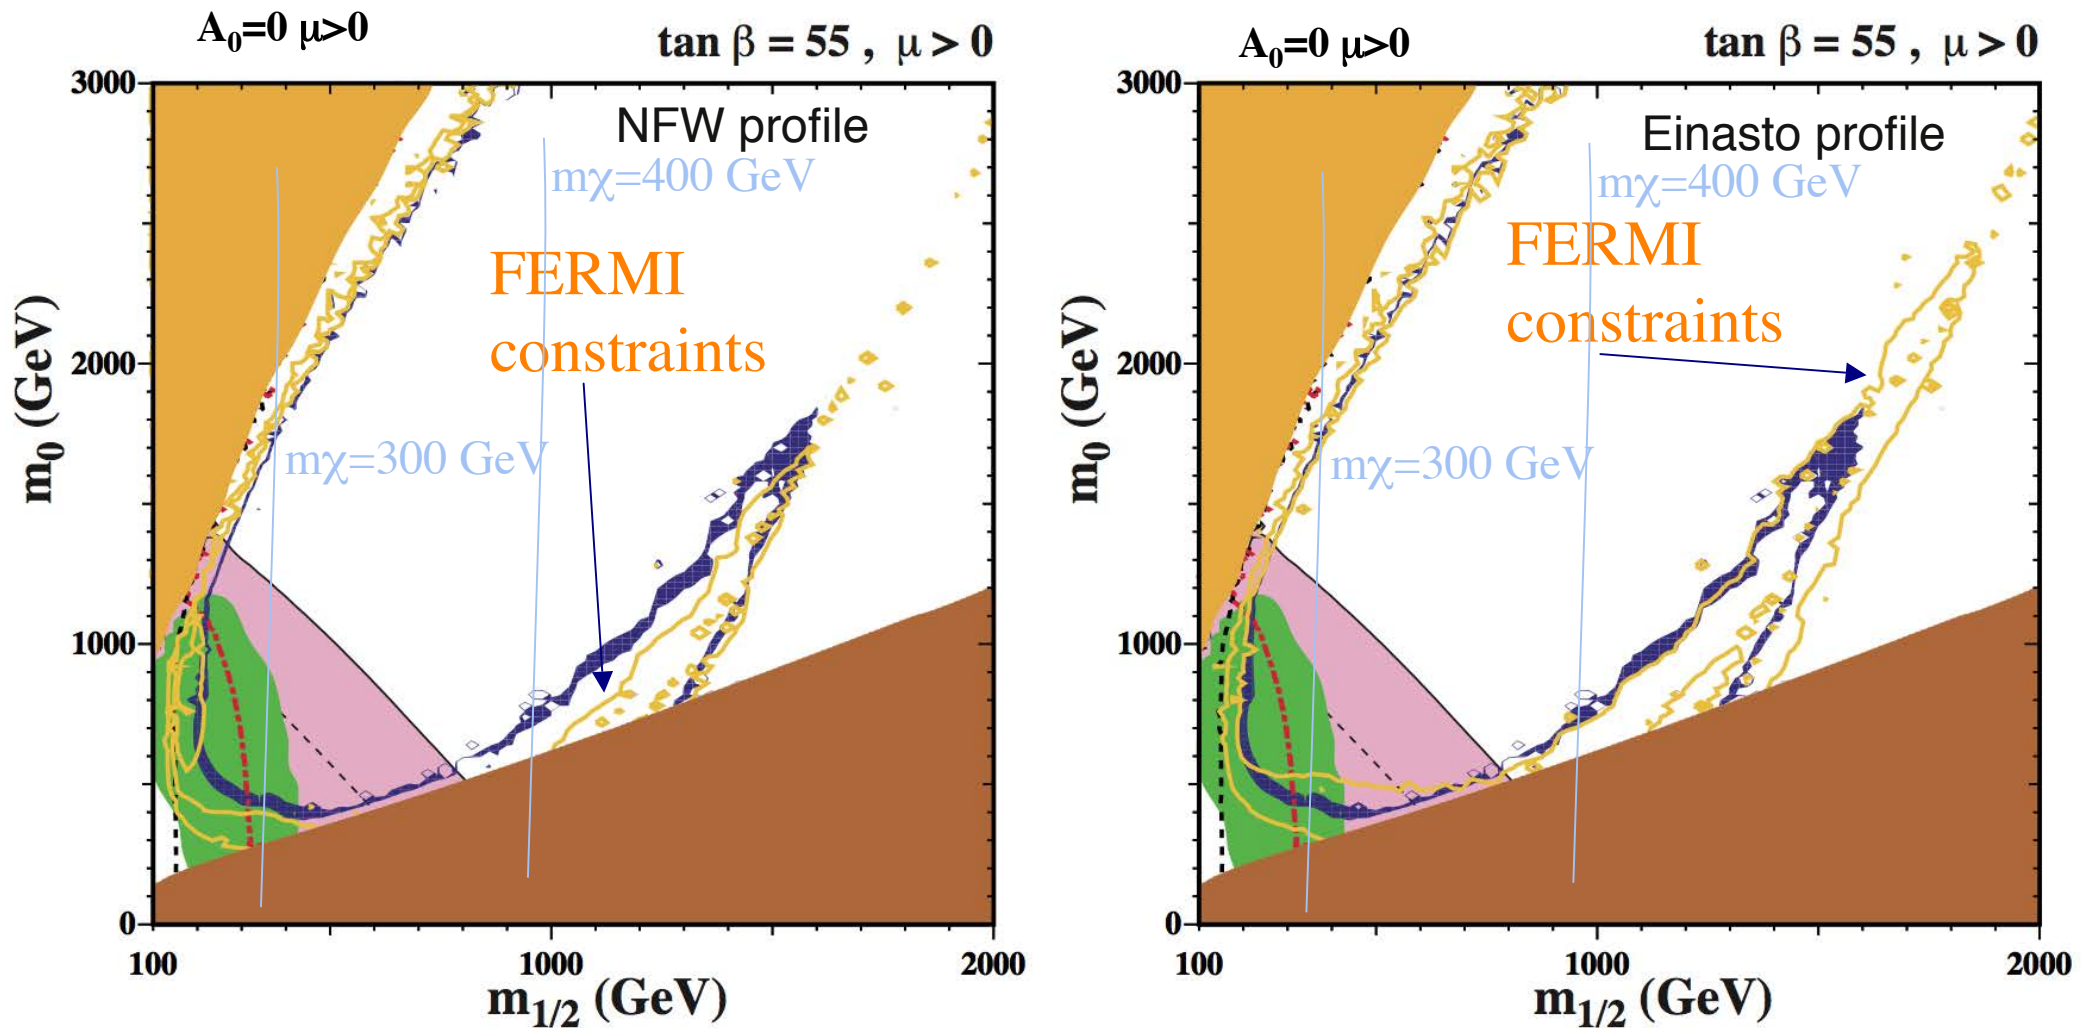 A₀=0 μ>0
tan β = 55 , μ > 0
3000
NFW profile
mχ=400 GeV
FERMI
constraints
2000
mχ=300 GeV
1000
0
m₀ (GeV)
100
1000
2000
m₁/₂ (GeV)
A₀=0 μ>0
tan β = 55 , μ > 0
3000
Einasto profile
mχ=400 GeV
FERMI
constraints
2000
mχ=300 GeV
1000
0
m₀ (GeV)
100
1000
2000
m₁/₂ (GeV)